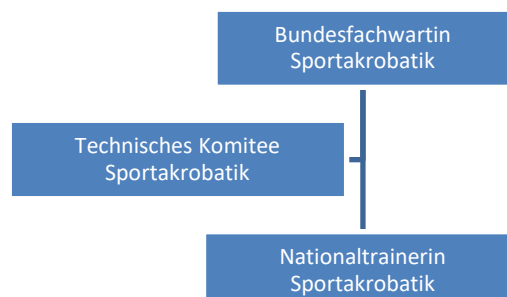 Bundesfachwartin
Sportakrobatik
Technisches Komitee
Sportakrobatik
Nationaltrainerin
Sportakrobatik